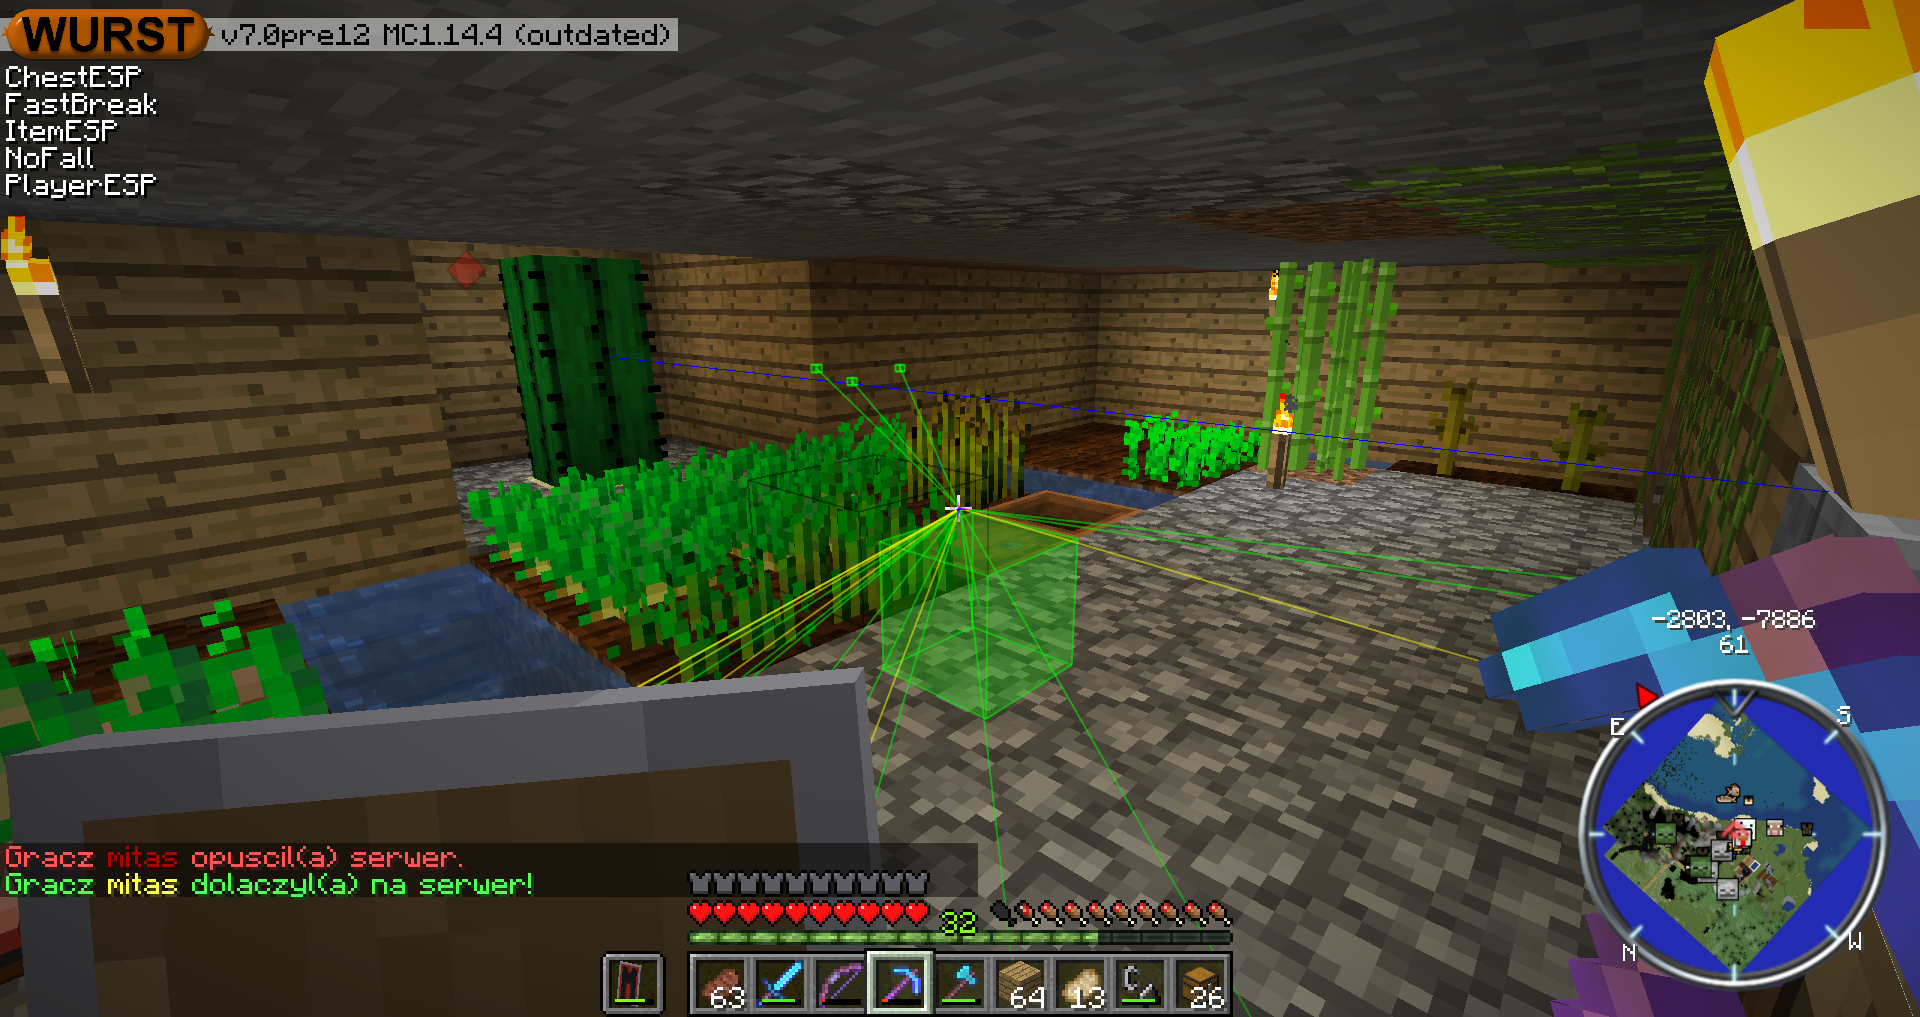 WURST v7.0pre12 MC1.14.4 (outdated)
ChestESP
FastBreak
ItemESP
NoFall
PlayerESP
-2803, -7886
61
E
S
N
W
Gracz mitas opuscil(a) serwer.
Gracz mitas dolaczyl(a) na serwer!
32
63
64
13
26